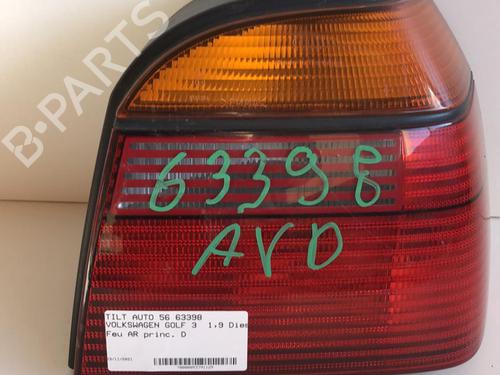 B-PARTS
63398
AVD
TILT AUTO 56 63398
VOLKSWAGEN GOLF 3 1.9 Dies
Feu AR princ. D